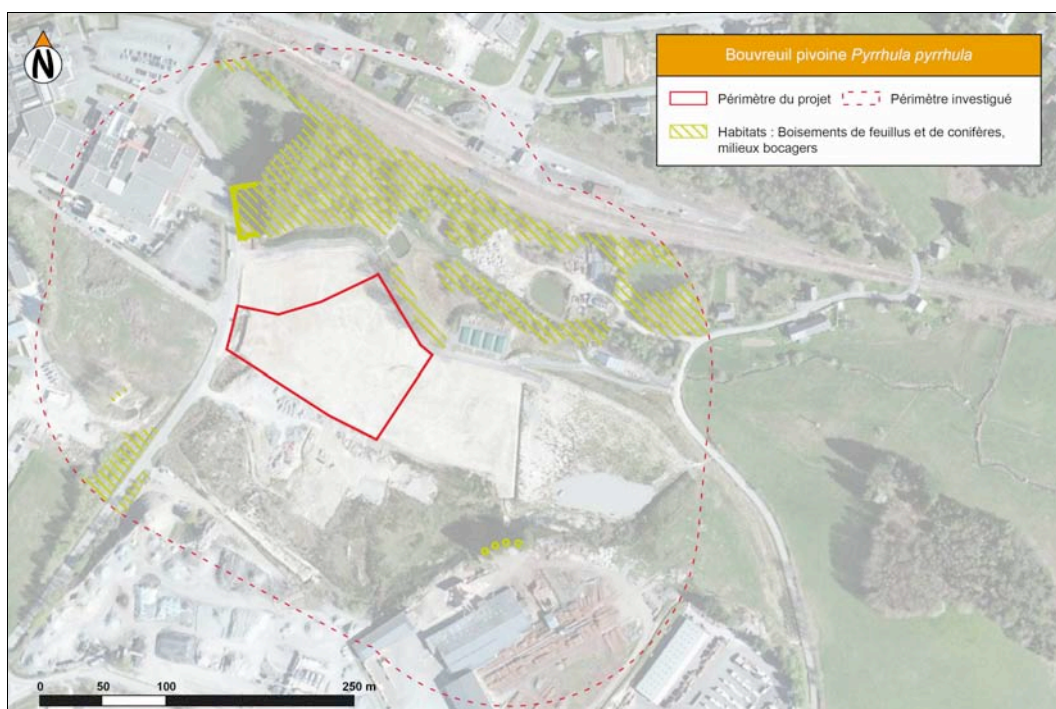 N
Bouvreuil pivoine Pyrrhula pyrrhula
Périmètre du projet
Périmètre investigué
Habitats : Boisements de feuillus et de conifères,
milieux bocagers
0 50 100 250 m